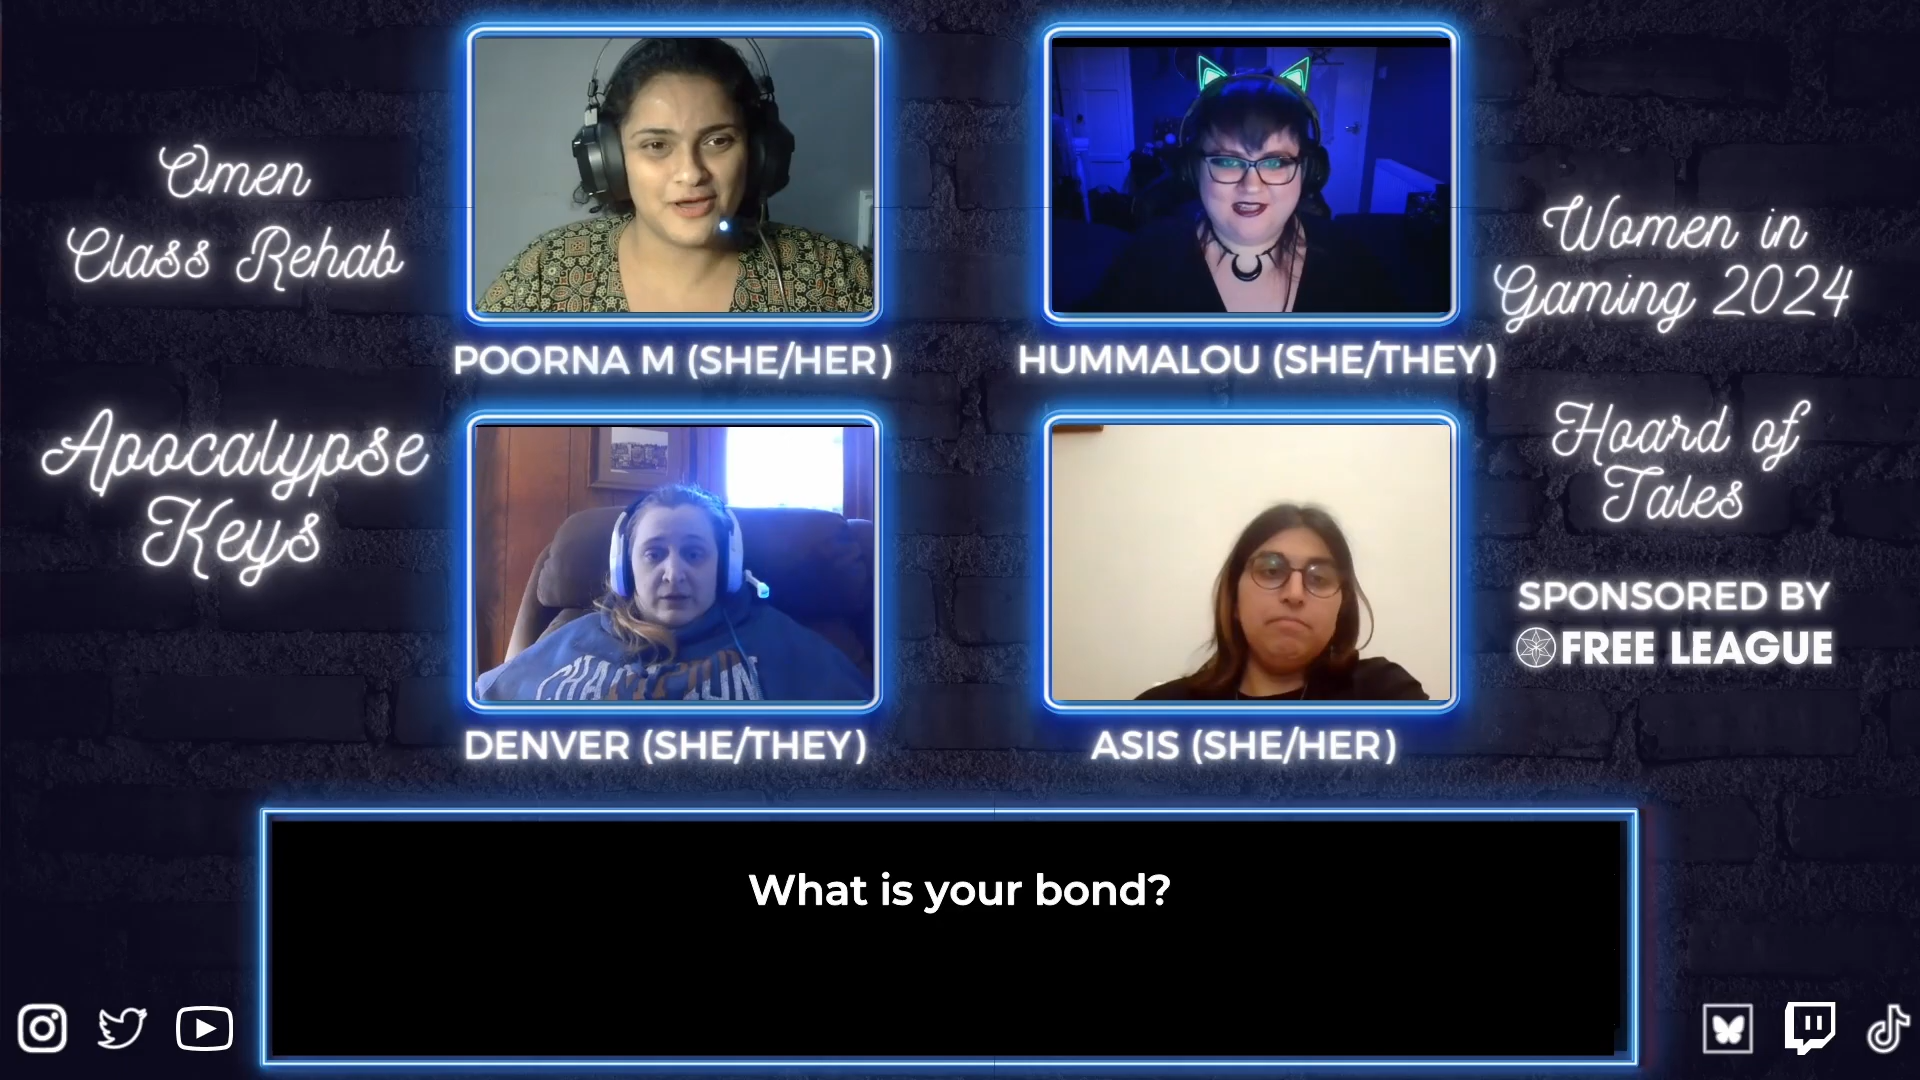 Omen
Class Rehab
Apocalypse
Keys
POORNA M (SHE/HER)
HUMMALOU (SHE/THEY)
DENVER (SHE/THEY)
ASIS (SHE/HER)
Women in
Gaming 2024
Hoard of
Tales
SPONSORED BY
FREE LEAGUE
CHAMPION
What is your bond?